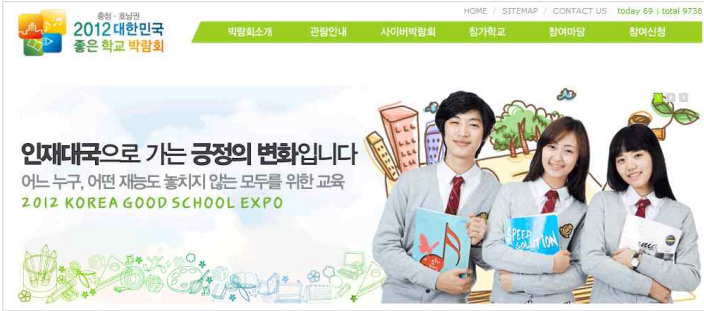 HOME / SITEMAP / CONTACT US today 69 | total 9738
충청·호남권
2012 대한민국
좋은 학교 박람회
박람회소개 관람안내 사이버박람회 참가학교 참여마당 참여신청
인재대국으로 가는 긍정의 변화입니다
어느 누구, 어떤 재능도 놓치지 않는 모두를 위한 교육
2012 KOREA GOOD SCHOOL EXPO
SPEED
SOLUTION